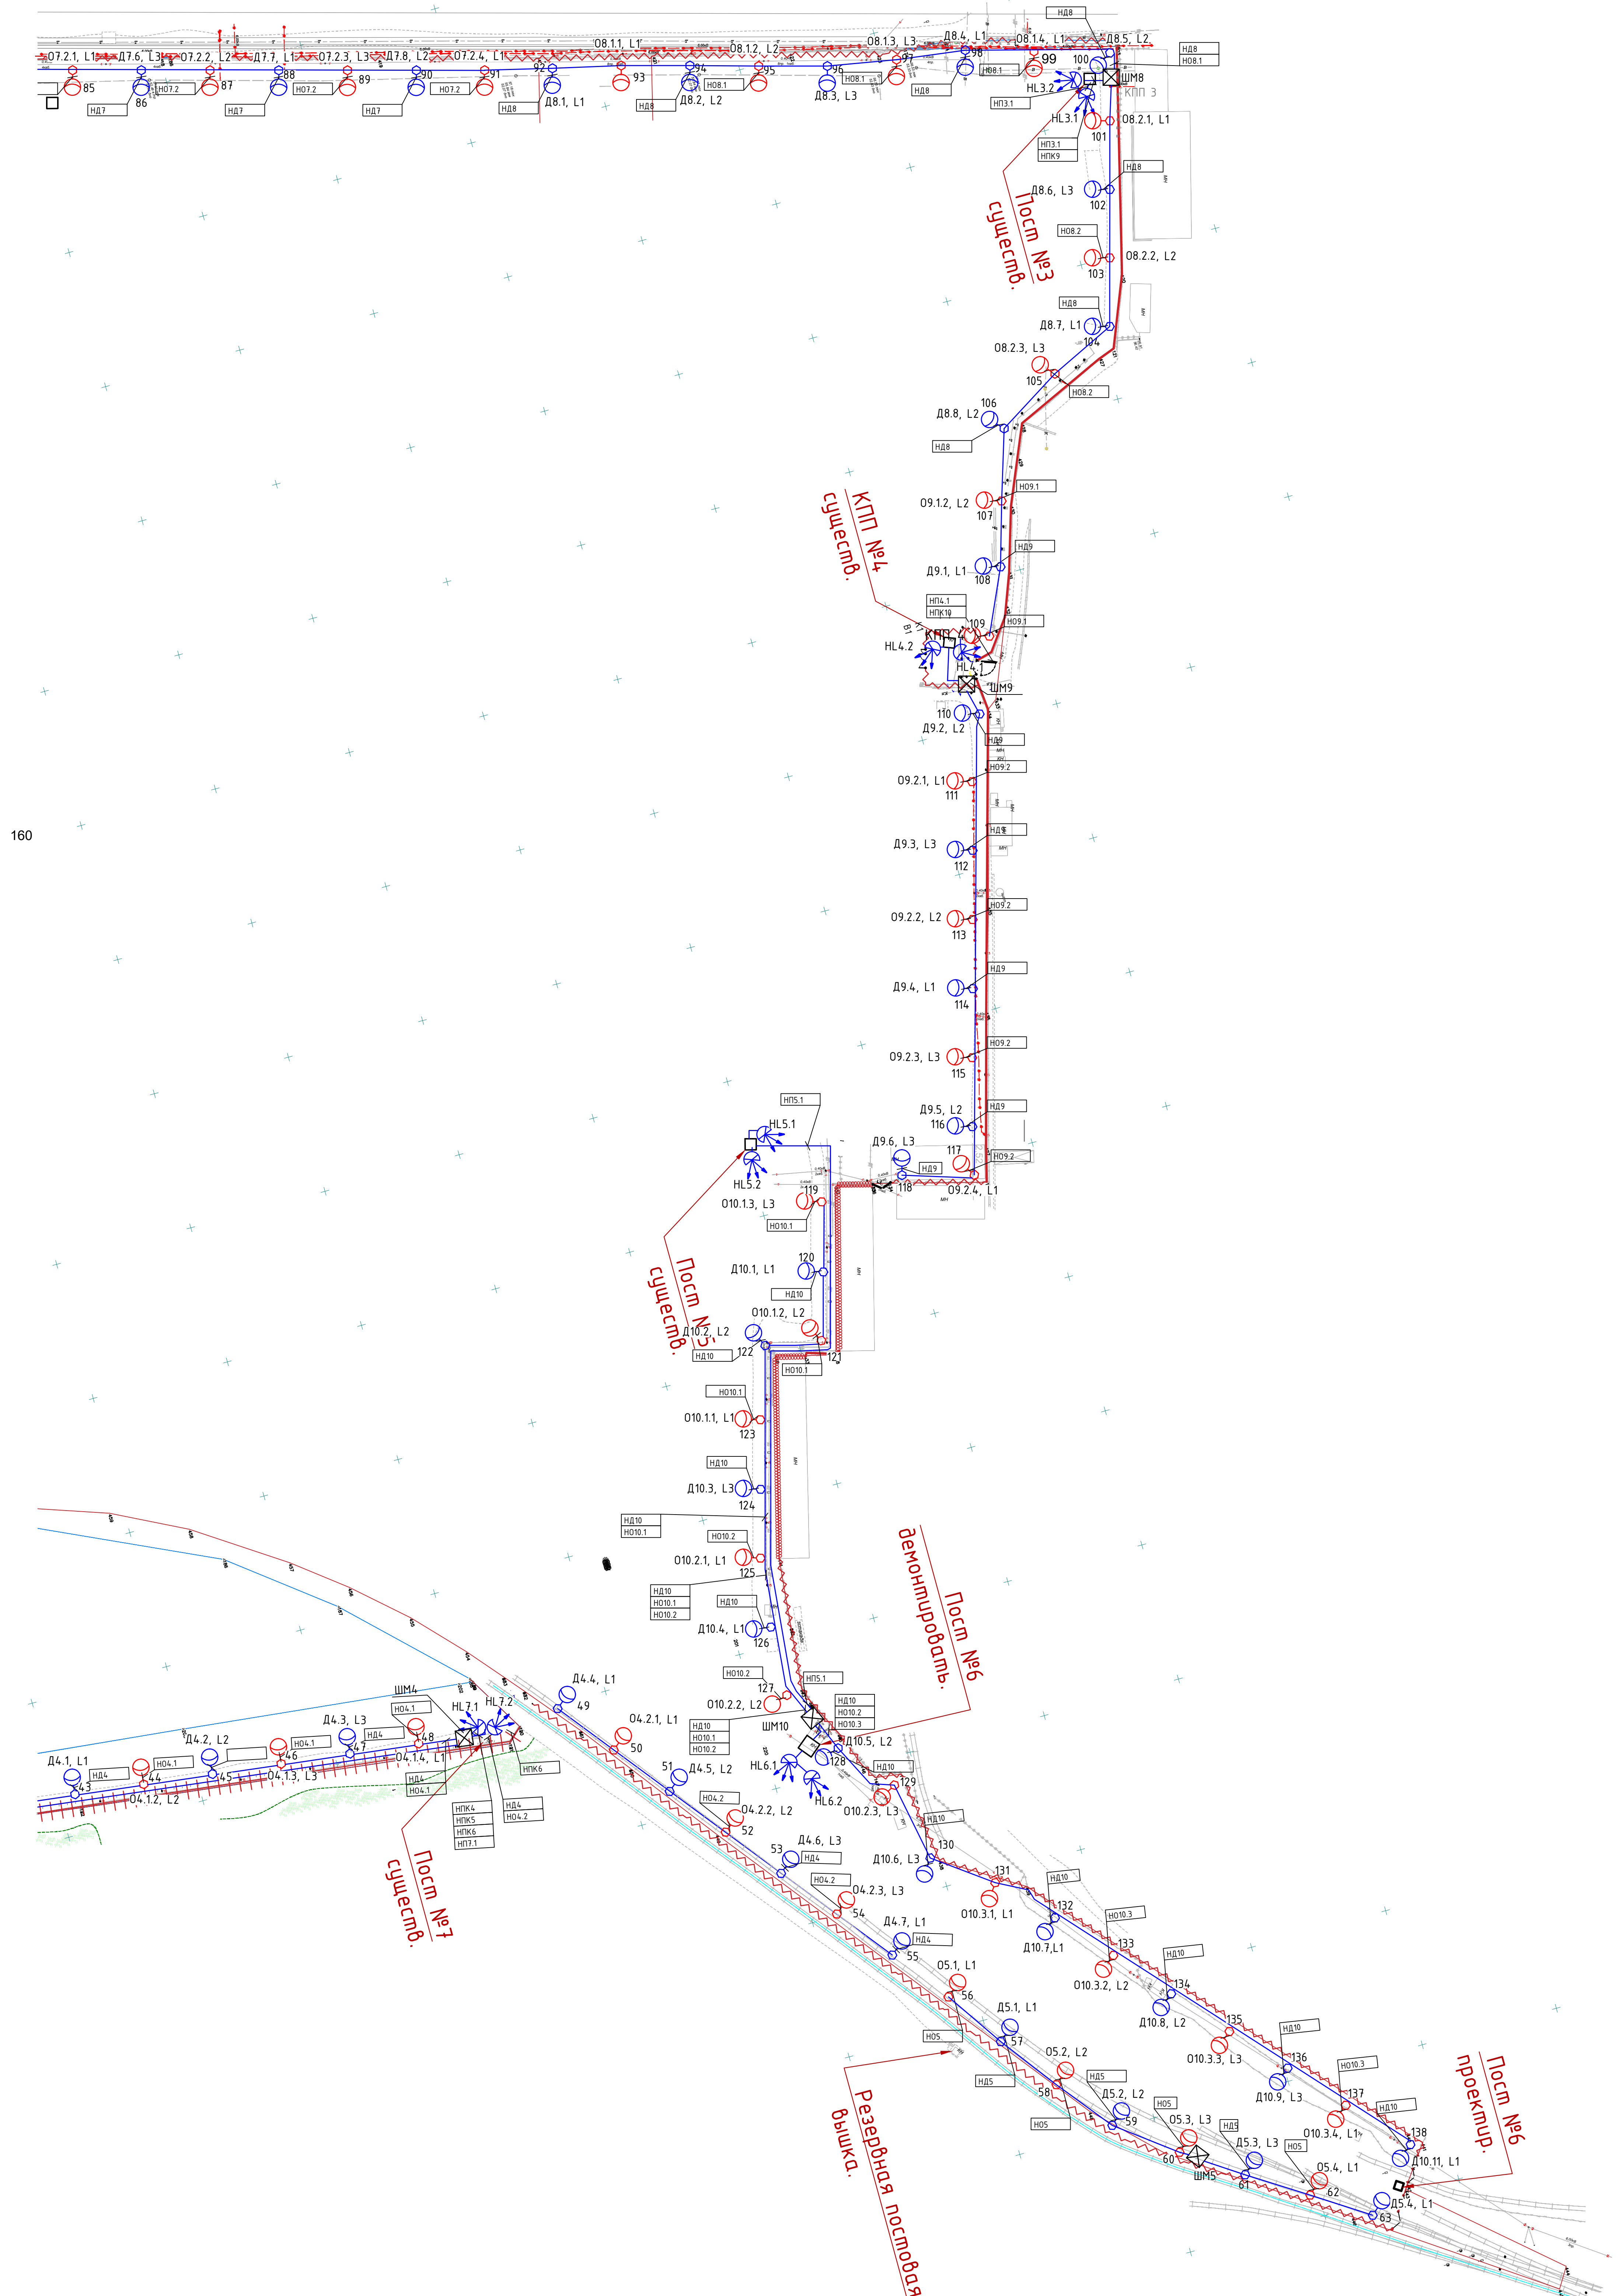 НД8
О8.1.1, L1
О8.1.2, L2
О8.1.3, L3
Д8.4, L1
О8.1.4, L1
Д8.5, L2
О7.2.1, L1
Д7.6, L3
О7.2.2, L2
Д7.7, L1
О7.2.3, L3
Д7.8, L2
О7.2.4, L1
92
94
95
96
97
98
99
100
НД8
НО8.1
85
86
НО7.2
87
88
НО7.2
89
90
НО7.2
91
93
НО8.1
НО8.1
НО8.1
НД7
НД7
НД7
НД8
Д8.1, L1
НД8
Д8.2, L2
Д8.3, L3
НД8
НП3.1
HL3.2
ШМ8
КПП 3
HL3.1
101
О8.2.1, L1
НП3.1
НПК9
НД8
Д8.6, L3
102
Пост №3
существ.
НО8.2
103
О8.2.2, L2
НД8
Д8.7, L1
104
О8.2.3, L3
105
НО8.2
106
Д8.8, L2
НД8
НО9.1
О9.1.2, L2
107
КПП №4
существ.
НД9
Д9.1, L1
108
НП4.1
НПК10
109
НО9.1
К1
В1
HL4.2
HL4.1
ШМ9
110
Д9.2, L2
НД9
НО9.2
О9.2.1, L1
111
160
НД9
Д9.3, L3
112
НО9.2
О9.2.2, L2
113
НД9
Д9.4, L1
114
НО9.2
О9.2.3, L3
115
НП5.1
НД9
Д9.5, L2
116
HL5.1
HL5.2
Д9.6, L3
117
НО9.2
НД9
118
О9.2.4, L1
119
О10.1.3, L3
НО10.1
120
Д10.1, L1
НД10
Пост №5
существ.
О10.1.2, L2
Д10.2, L2
122
121
НД10
НО10.1
НО10.1
О10.1.1, L1
123
НД10
Д10.3, L3
124
НД10
НО10.1
НО10.2
О10.2.1, L1
125
НД10
НО10.1
НО10.2
НД10
Д10.4, L1
126
Пост №6
демонтировать.
НО10.2
НП5.1
127
О10.2.2, L2
НД10
НО10.2
НО10.3
ШМ10
НД10
НО10.1
НО10.2
Д10.5, L2
128
HL6.1
HL6.2
НД10
129
О10.2.3, L3
НД10
130
Д10.6, L3
131
О10.3.1, L1
НД10
132
Д10.7,L1
НО10.3
133
О10.3.2, L2
НД10
134
Д10.8, L2
135
О10.3.3, L3
НД10
136
Д10.9, L3
НО10.3
137
О10.3.4, L1
НД10
138
Д10.11, L1
Пост №6
проектир.
Д4.1, L1
43
НД4
44
НО4.1
О4.1.2, L2
Д4.2, L2
45
НО4.1
46
О4.1.3, L3
Д4.3, L3
47
НД4
НО4.1
48
О4.1.4, L1
ШМ4
HL7.1
HL7.2
НД4
НО4.1
НПК4
НПК5
НПК6
НП7.1
НД4
НО4.2
НПК6
Пост №7
существ.
Д4.4, L1
49
О4.2.1, L1
50
51
Д4.5, L2
НО4.2
О4.2.2, L2
52
53
Д4.6, L3
НД4
НО4.2
О4.2.3, L3
54
Д4.7, L1
НД4
55
О5.1, L1
56
НО5
Д5.1, L1
57
НД5
О5.2, L2
58
НО5
НД5
Д5.2, L2
59
НО5
О5.3, L3
60
ШМ5
НД5
Д5.3, L3
61
НО5
О5.4, L1
62
Д5.4, L1
63
Резервная постовая
вышка.